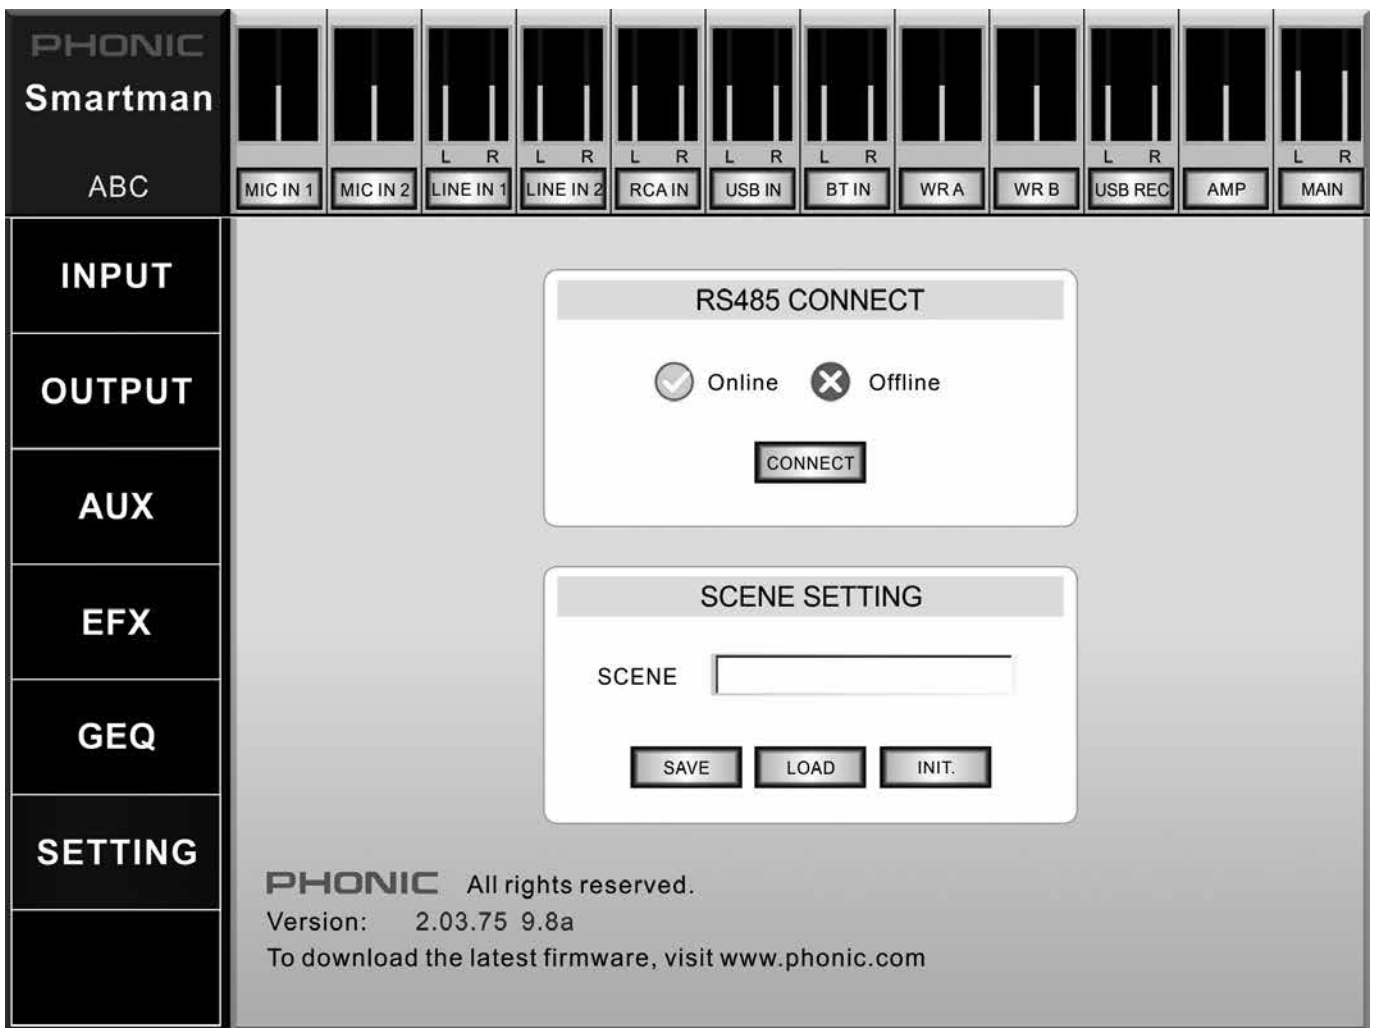 PHONIC
Smartman
ABC
L R L R L R L R L R L R L R
MIC IN 1 MIC IN 2 LINE IN 1 LINE IN 2 RCA IN USB IN BT IN WR A WR B USB REC AMP MAIN
INPUT
OUTPUT
AUX
EFX
GEQ
SETTING
RS485 CONNECT
Online Offline
CONNECT
SCENE SETTING
SCENE
SAVE LOAD INIT.
PHONIC All rights reserved.
Version: 2.03.75 9.8a
To download the latest firmware, visit www.phonic.com